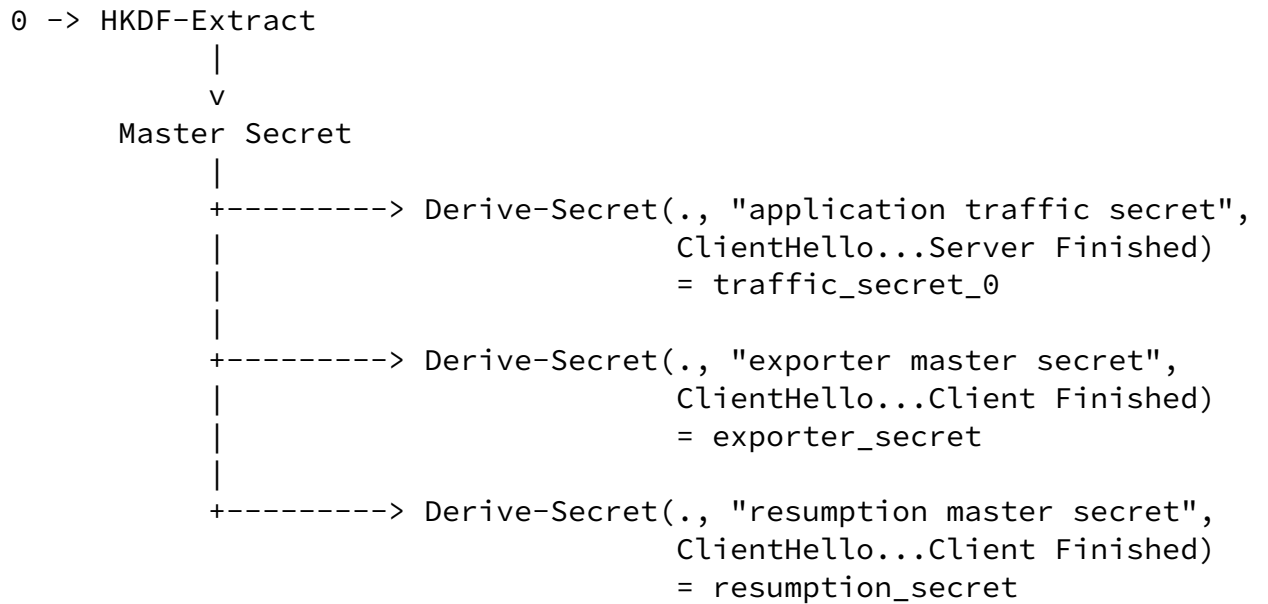 0 -> HKDF-Extract
           |
           v
      Master Secret
           |
           +---------> Derive-Secret(., "application traffic secret",
           |                         ClientHello...Server Finished)
           |                         = traffic_secret_0
           |
           +---------> Derive-Secret(., "exporter master secret",
           |                         ClientHello...Client Finished)
           |                         = exporter_secret
           |
           +---------> Derive-Secret(., "resumption master secret",
                                     ClientHello...Client Finished)
                                     = resumption_secret